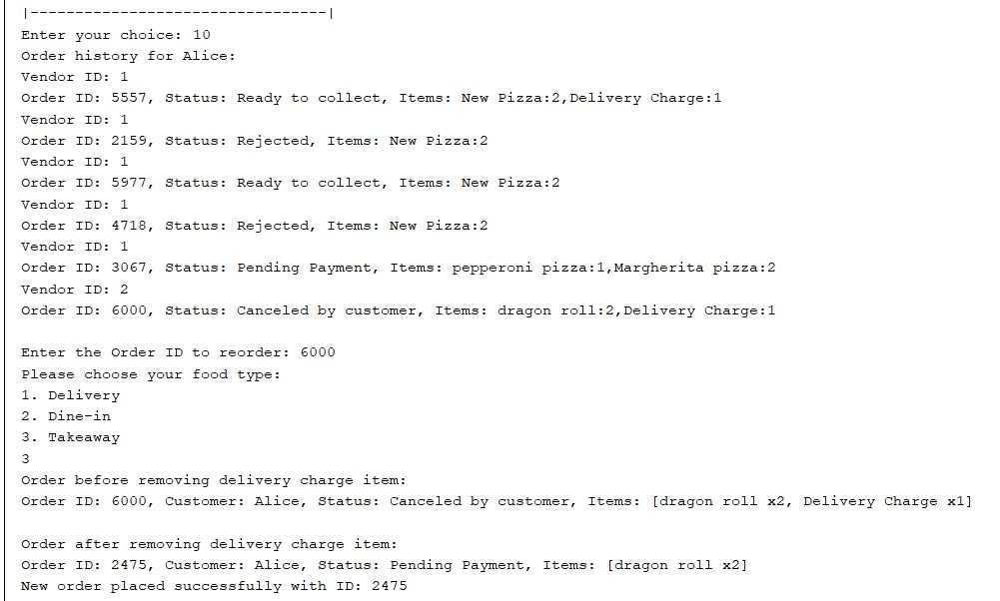 |---------------------------------|
Enter your choice: 10
Order history for Alice:
Vendor ID: 1
Order ID: 5557, Status: Ready to collect, Items: New Pizza:2,Delivery Charge:1
Vendor ID: 1
Order ID: 2159, Status: Rejected, Items: New Pizza:2
Vendor ID: 1
Order ID: 5977, Status: Ready to collect, Items: New Pizza:2
Vendor ID: 1
Order ID: 4718, Status: Rejected, Items: New Pizza:2
Vendor ID: 1
Order ID: 3067, Status: Pending Payment, Items: pepperoni pizza:1,Margherita pizza:2
Vendor ID: 2
Order ID: 6000, Status: Canceled by customer, Items: dragon roll:2,Delivery Charge:1
Enter the Order ID to reorder: 6000
Please choose your food type:
1. Delivery
2. Dine-in
3. Takeaway
3
Order before removing delivery charge item:
Order ID: 6000, Customer: Alice, Status: Canceled by customer, Items: [dragon roll x2, Delivery Charge x1]
Order after removing delivery charge item:
Order ID: 2475, Customer: Alice, Status: Pending Payment, Items: [dragon roll x2]
New order placed successfully with ID: 2475